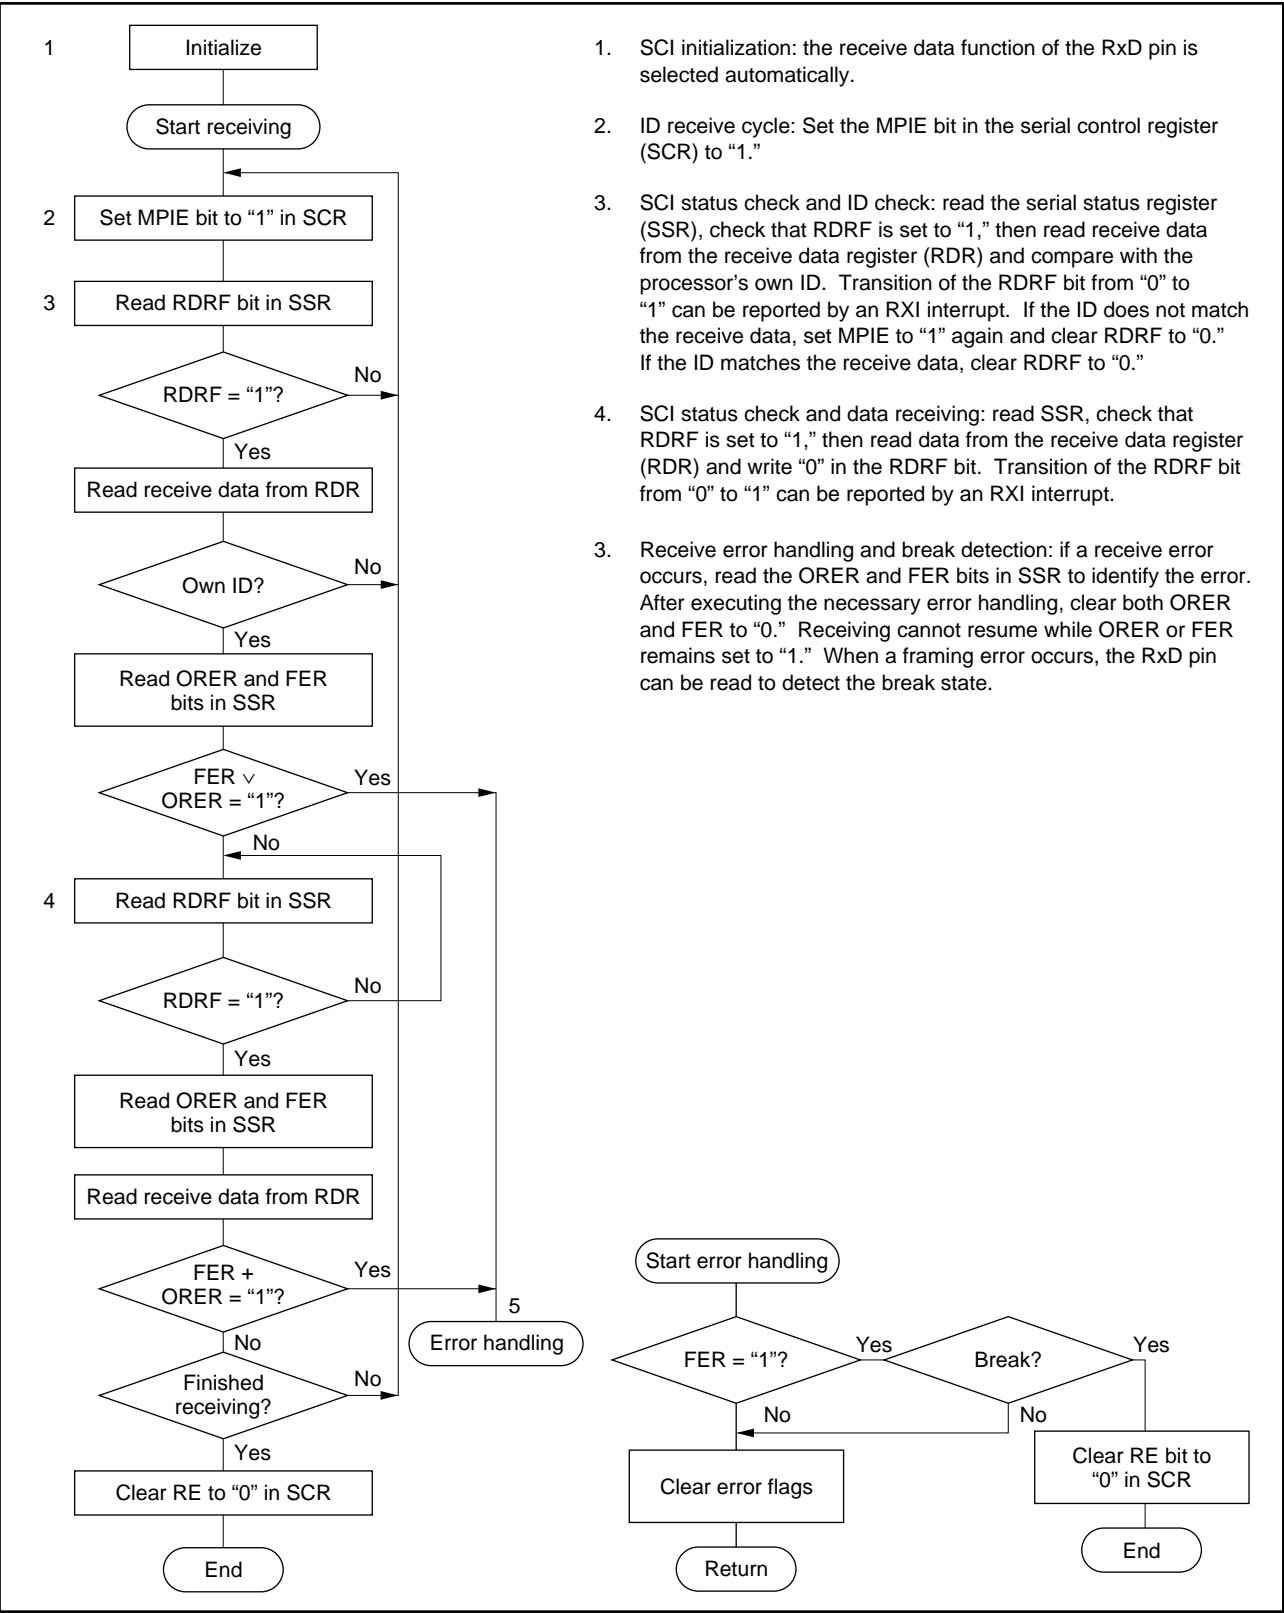 1
Initialize
Start receiving
2
Set MPIE bit to “1” in SCR
3
Read RDRF bit in SSR
RDRF = “1”?
No
Yes
Read receive data from RDR
Own ID?
No
Yes
Read ORER and FER
bits in SSR
FER ∨
ORER = “1”?
Yes
No
4
Read RDRF bit in SSR
RDRF = “1”?
No
Yes
Read ORER and FER
bits in SSR
Read receive data from RDR
FER +
ORER = “1”?
Yes
No
5
Error handling
Finished
receiving?
No
Yes
Clear RE to “0” in SCR
End
1. SCI initialization: the receive data function of the RxD pin is
selected automatically.
2. ID receive cycle: Set the MPIE bit in the serial control register
(SCR) to “1.”
3. SCI status check and ID check: read the serial status register
(SSR), check that RDRF is set to “1,” then read receive data
from the receive data register (RDR) and compare with the
processor’s own ID. Transition of the RDRF bit from “0” to
“1” can be reported by an RXI interrupt. If the ID does not match
the receive data, set MPIE to “1” again and clear RDRF to “0.”
If the ID matches the receive data, clear RDRF to “0.”
4. SCI status check and data receiving: read SSR, check that
RDRF is set to “1,” then read data from the receive data register
(RDR) and write “0” in the RDRF bit. Transition of the RDRF bit
from “0” to “1” can be reported by an RXI interrupt.
3. Receive error handling and break detection: if a receive error
occurs, read the ORER and FER bits in SSR to identify the error.
After executing the necessary error handling, clear both ORER
and FER to “0.” Receiving cannot resume while ORER or FER
remains set to “1.” When a framing error occurs, the RxD pin
can be read to detect the break state.
Start error handling
FER = “1”?
Yes
Break?
Yes
No
No
Clear error flags
Clear RE bit to
“0” in SCR
Return
End